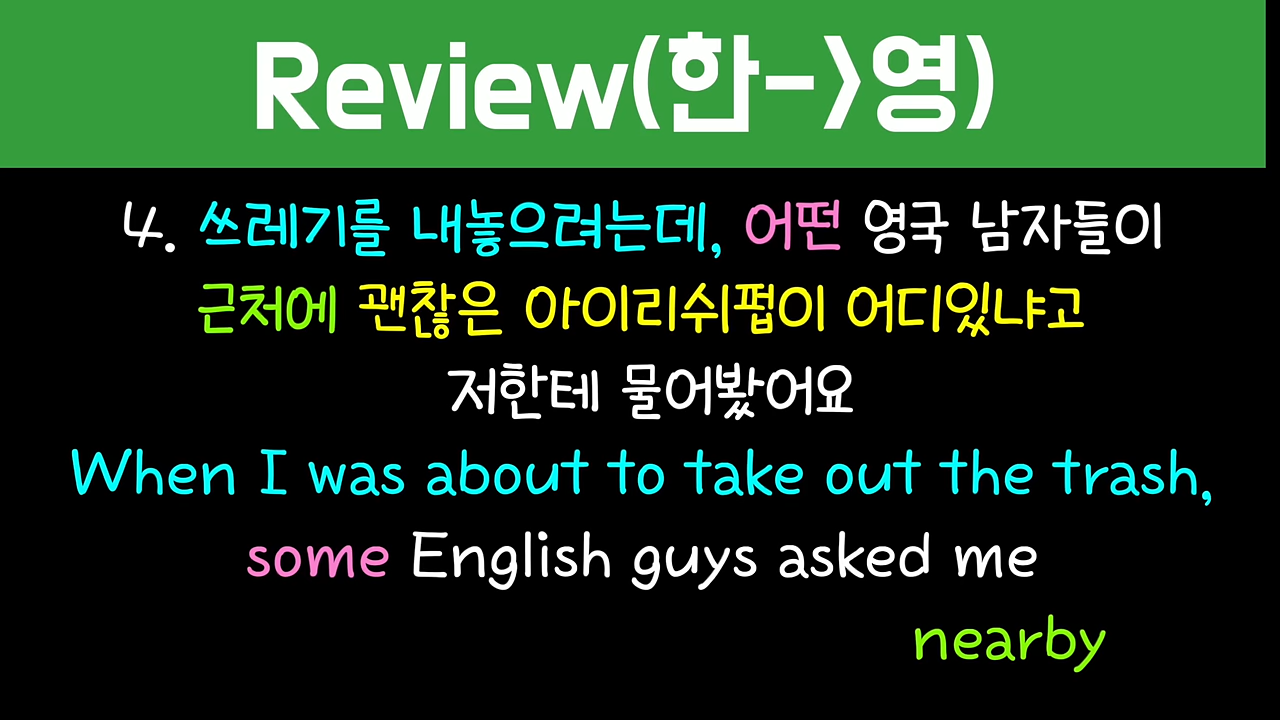 Review(한->영)
4. 쓰레기를 내놓으려는데, 어떤 영국 남자들이
근처에 괜찮은 아이리쉬펍이 어디있냐고
저한테 물어봤어요
When I was about to take out the trash,
some English guys asked me
nearby